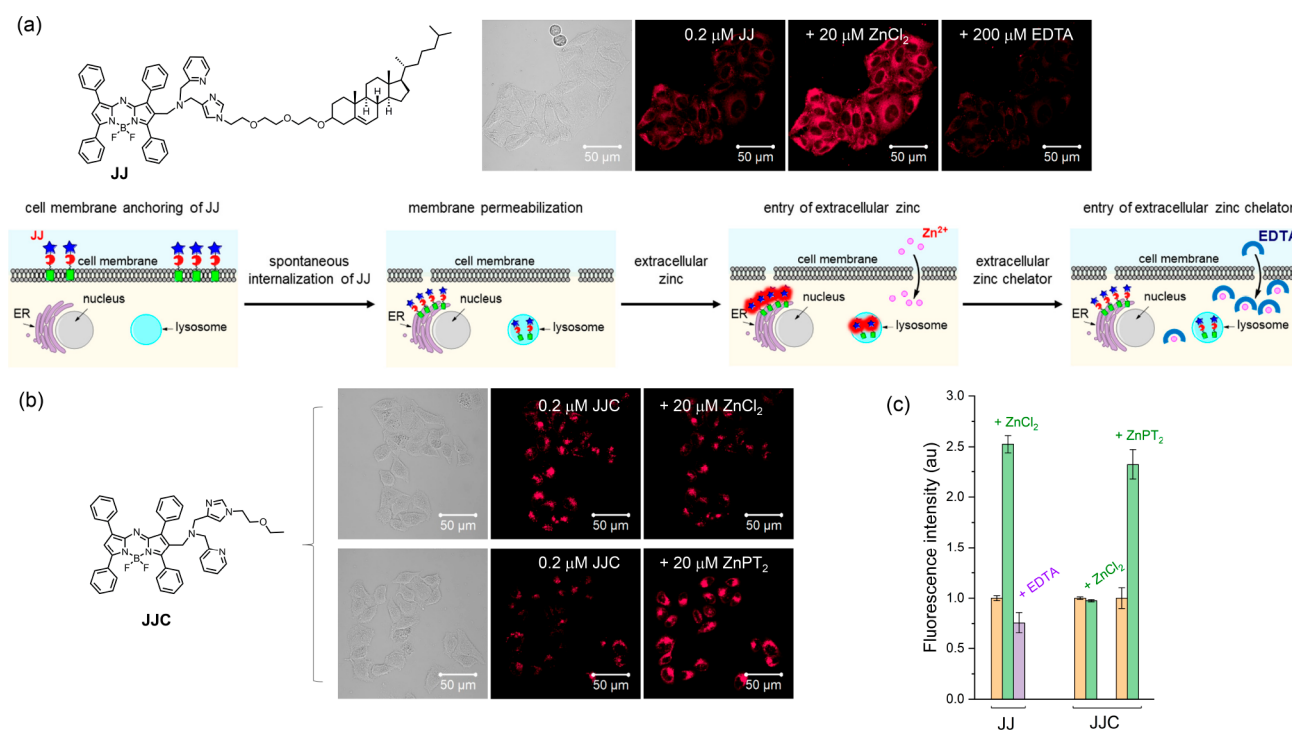 (a)
0.2 μM JJ
+ 20 μM ZnCl2
+ 200 μM EDTA
50 μm
50 μm
50 μm
50 μm
N
N
N
N
N
N
N
B
F
F
O
O
O
H
H
H
JJ
cell membrane anchoring of JJ
membrane permeabilization
entry of extracellular zinc
entry of extracellular zinc chelator
JJ
cell membrane
nucleus
ER
lysosome
spontaneous
internalization of JJ
cell membrane
nucleus
ER
lysosome
extracellular
zinc
Zn2+
cell membrane
nucleus
ER
lysosome
extracellular
zinc chelator
EDTA
cell membrane
nucleus
ER
lysosome
(b)
0.2 μM JJC
+ 20 μM ZnCl2
50 μm
50 μm
50 μm
0.2 μM JJC
+ 20 μM ZnPT2
50 μm
50 μm
50 μm
N
N
N
N
N
N
N
B
F
F
O
JJC
(c)
Fluorescence intensity (au)
3.0
2.5
2.0
1.5
1.0
0.5
0.0
+ ZnCl2
+ EDTA
+ ZnCl2
+ ZnPT2
JJ
JJC